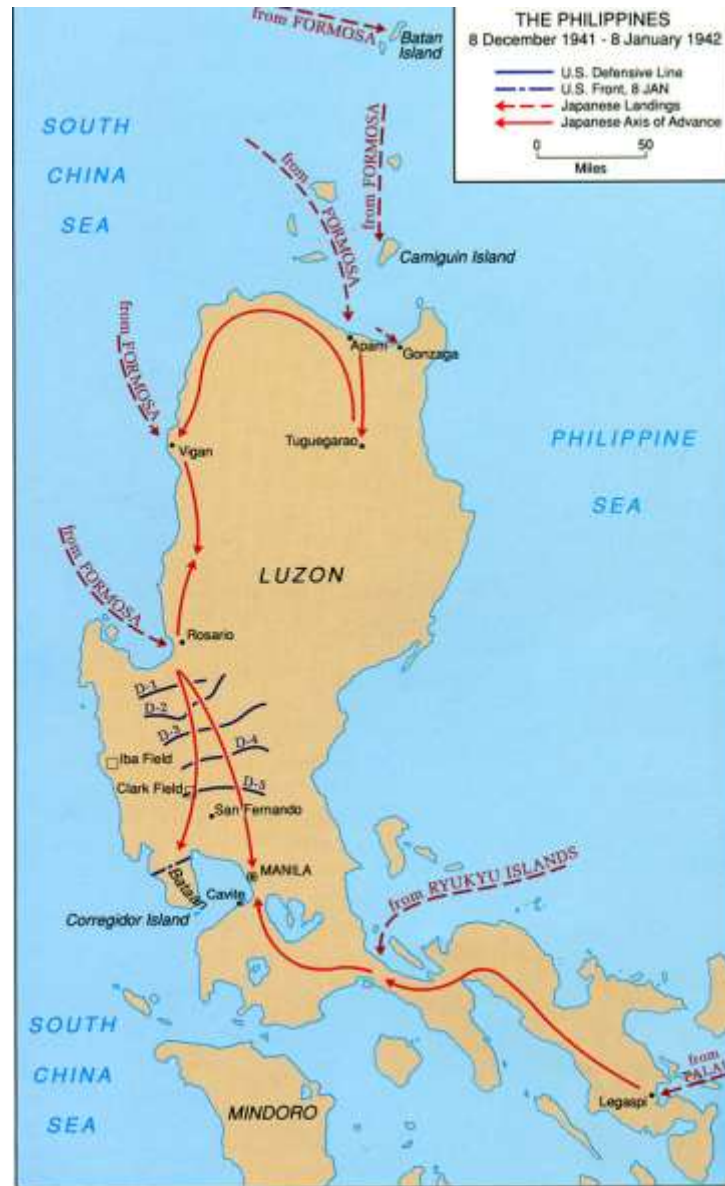 THE PHILIPPINES
8 December 1941 - 8 January 1942
U.S. Defensive Line
U.S. Front, 8 JAN
Japanese Landings
Japanese Axis of Advance
0 50
Miles
from FORMOSA
Batan
Island
SOUTH
CHINA
SEA
from FORMOSA
from FORMOSA
Camiguin Island
from FORMOSA
Aparri
Gonzaga
Vigan
Tuguegarao
PHILIPPINE
SEA
from FORMOSA
LUZON
Rosario
D-1
D-2
D-3
D-4
Iba Field
Clark Field
D-5
San Fernando
MANILA
Bataan
Cavite
Corregidor Island
from RYUKYU ISLANDS
SOUTH
CHINA
SEA
from
PALAU
Legaspi
MINDORO